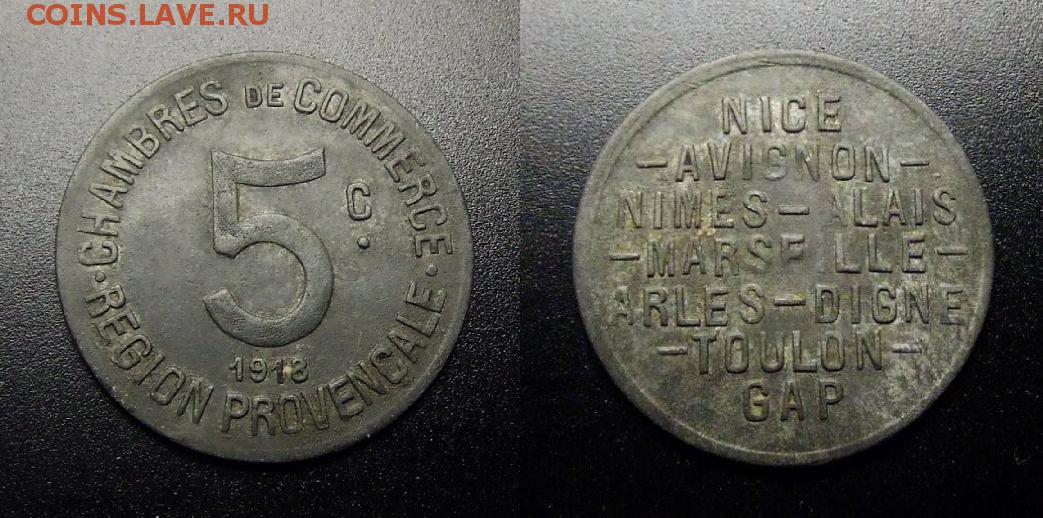 COINS.LAVE.RU
CHAMBRES DE COMMERCE
5 C.
1918
REGION PROVENCALE
NICE
-AVIGNON-
NIMES-ALAIS
-MARSEILLE-
ARLES-DIGNE
-TOULON-
GAP